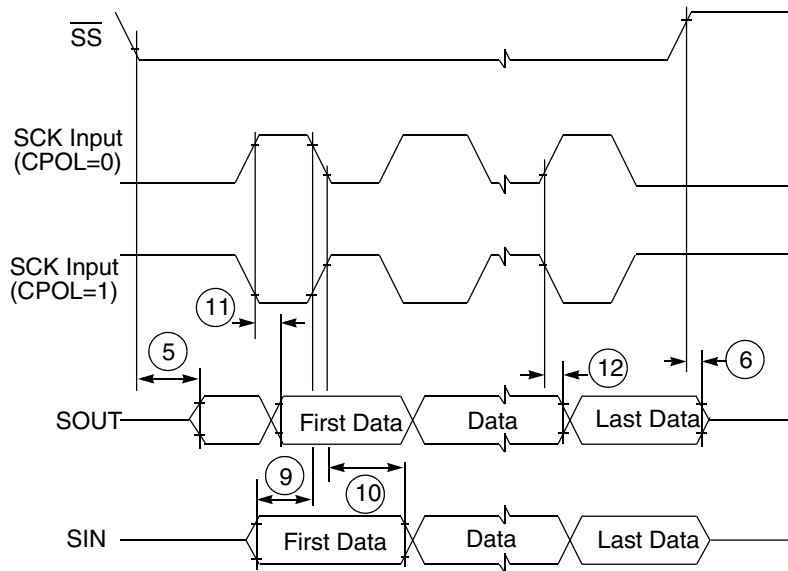 SS
SCK Input
(CPOL=0)
SCK Input
(CPOL=1)
11
5
12
6
SOUT
First Data
Data
Last Data
9
10
SIN
First Data
Data
Last Data